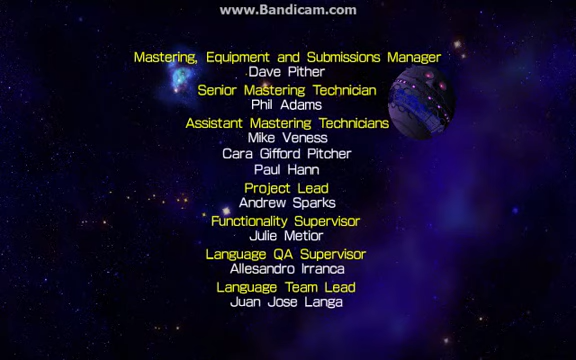 www.Bandicam.com
Mastering, Equipment and Submissions Manager
Dave Pither
Senior Mastering Technician
Phil Adams
Assistant Mastering Technicians
Mike Veness
Cara Gifford Pitcher
Paul Hann
Project Lead
Andrew Sparks
Functionality Supervisor
Julie Metior
Language QA Supervisor
Allesandro Irranca
Language Team Lead
Juan Jose Langa